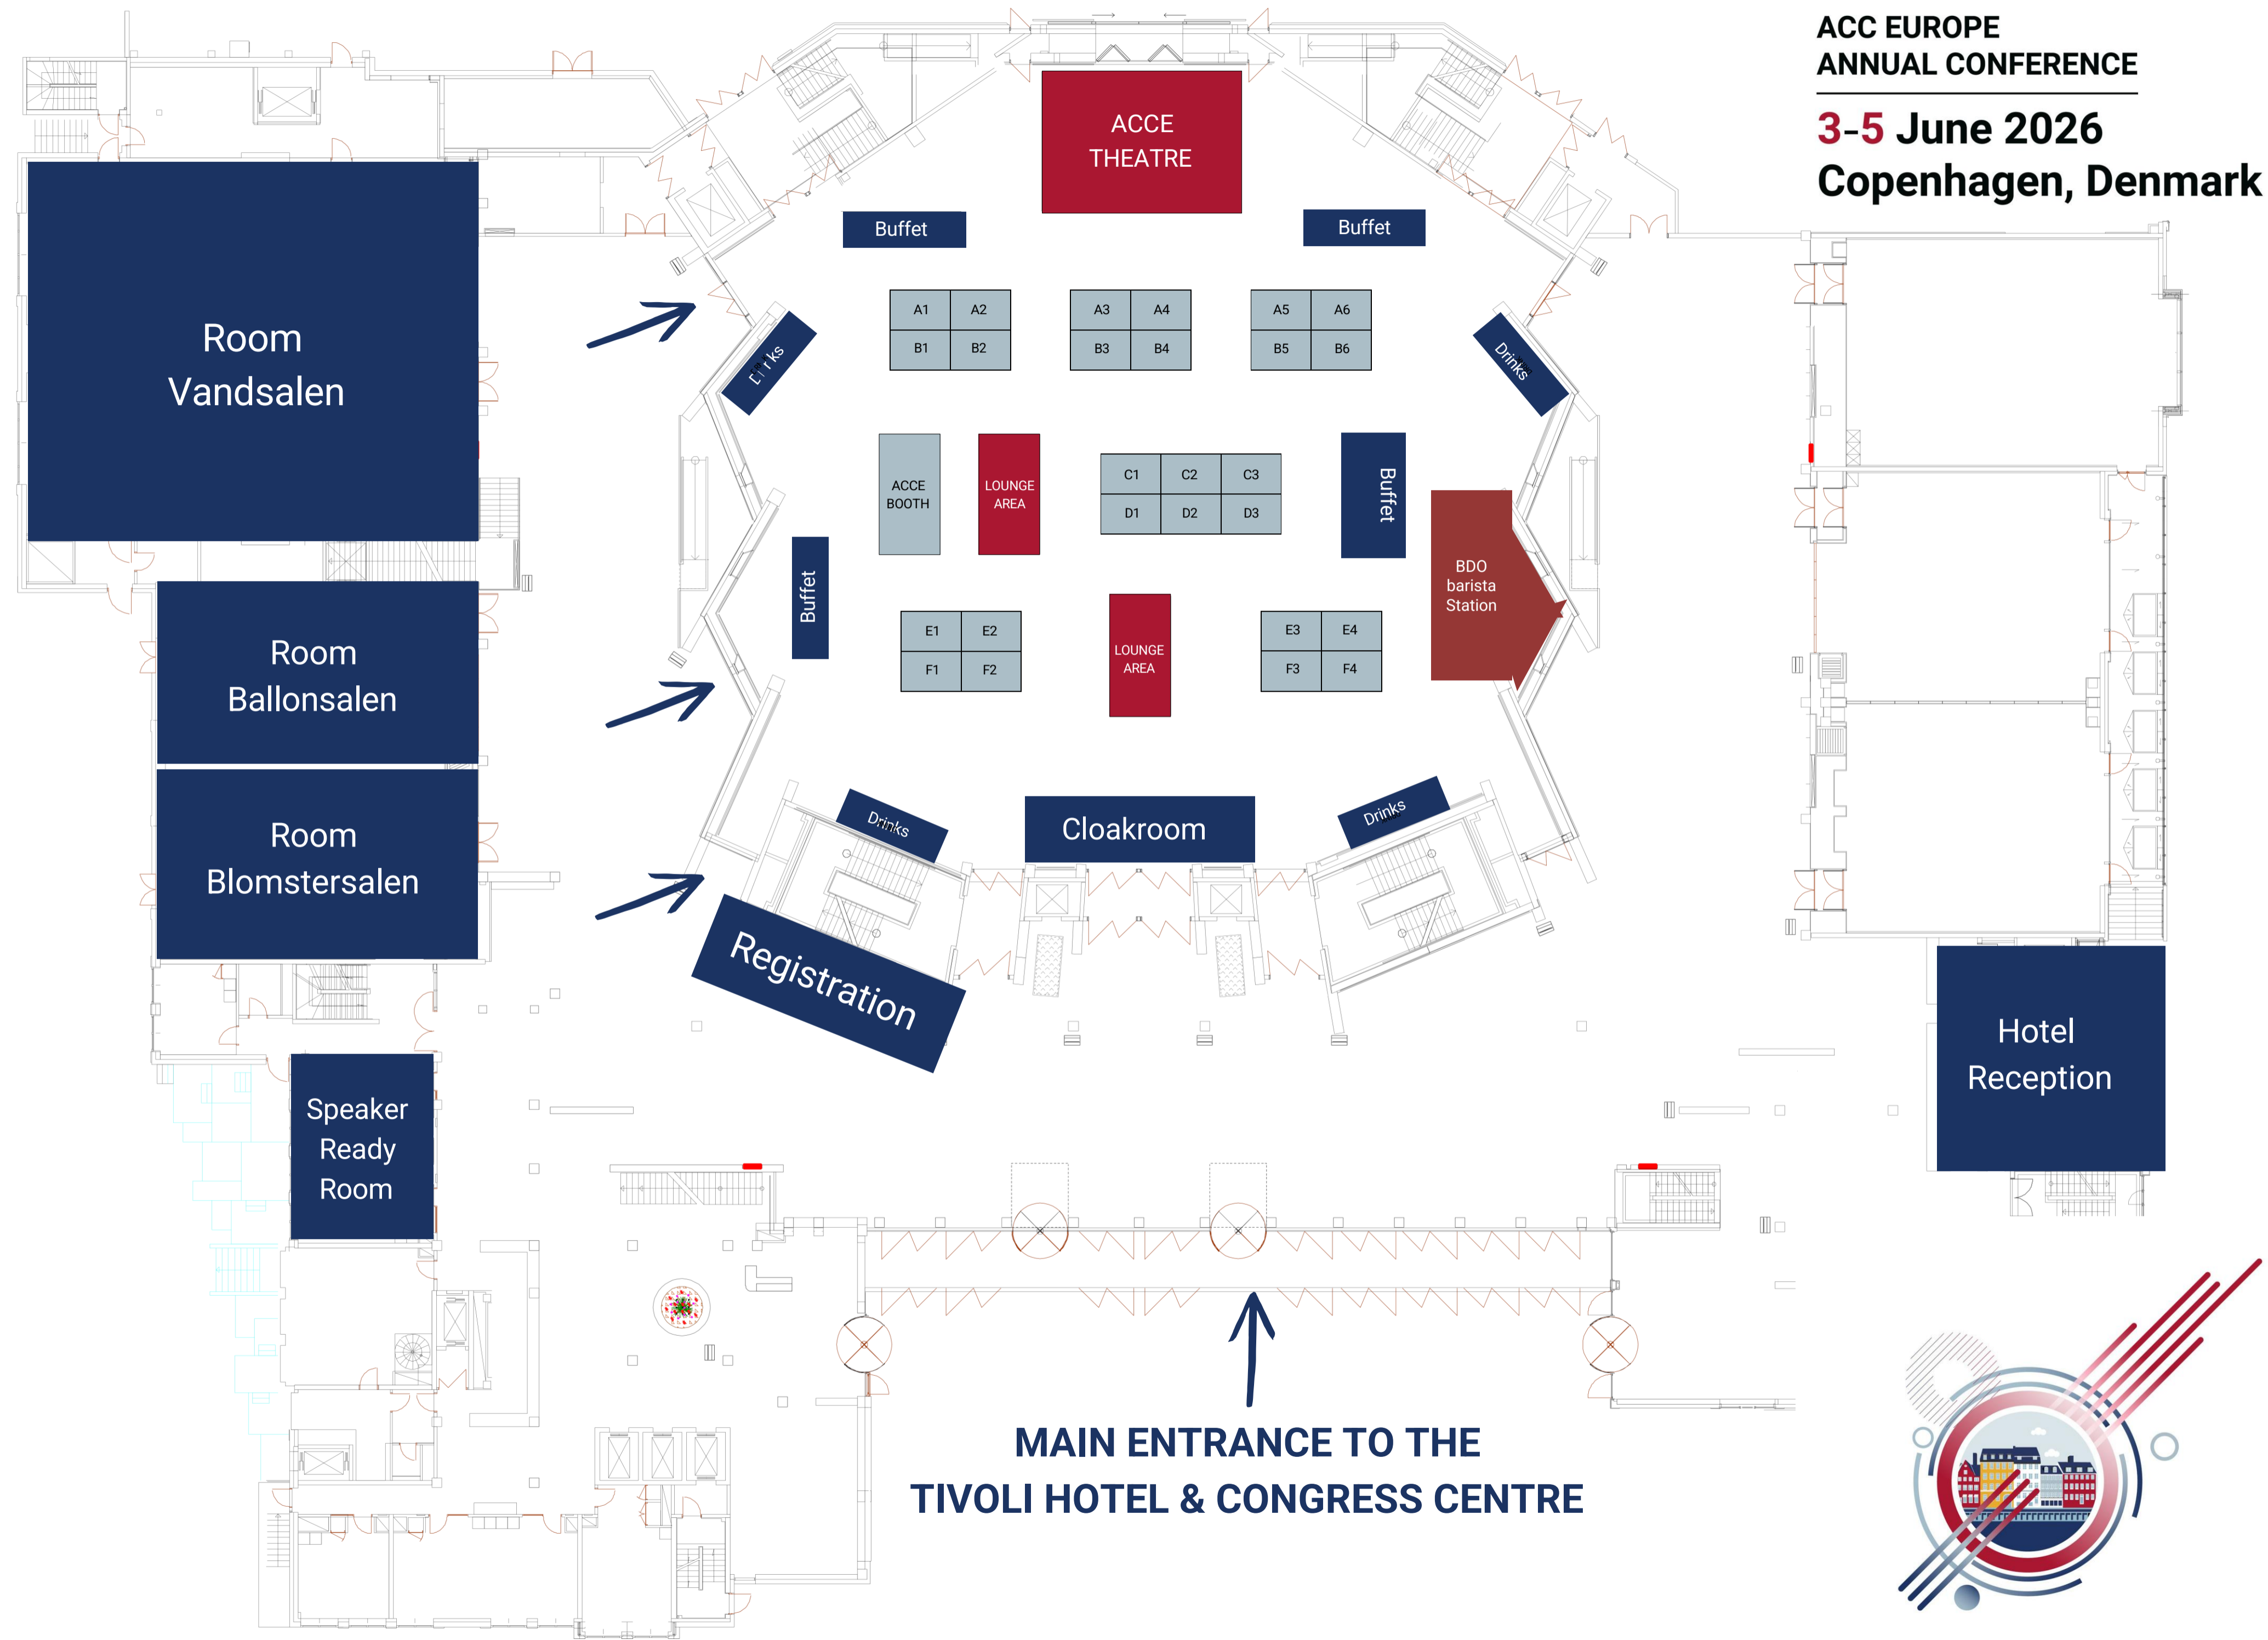 ACC EUROPE
ANNUAL CONFERENCE
3-5 June 2026
Copenhagen, Denmark
ACCE
THEATRE
Buffet
Buffet
A1 A2
B1 B2
A3 A4
B3 B4
A5 A6
B5 B6
Room
Vandsalen
Drinks
ACCE
BOOTH
LOUNGE
AREA
C1 C2 C3
D1 D2 D3
Buffet
BDO
barista
Station
Buffet
E1 E2
F1 F2
LOUNGE
AREA
E3 E4
F3 F4
Room
Ballonsalen
Room
Blomstersalen
Drinks
Cloakroom
Drinks
Registration
Hotel
Reception
Speaker
Ready
Room
MAIN ENTRANCE TO THE
TIVOLI HOTEL & CONGRESS CENTRE